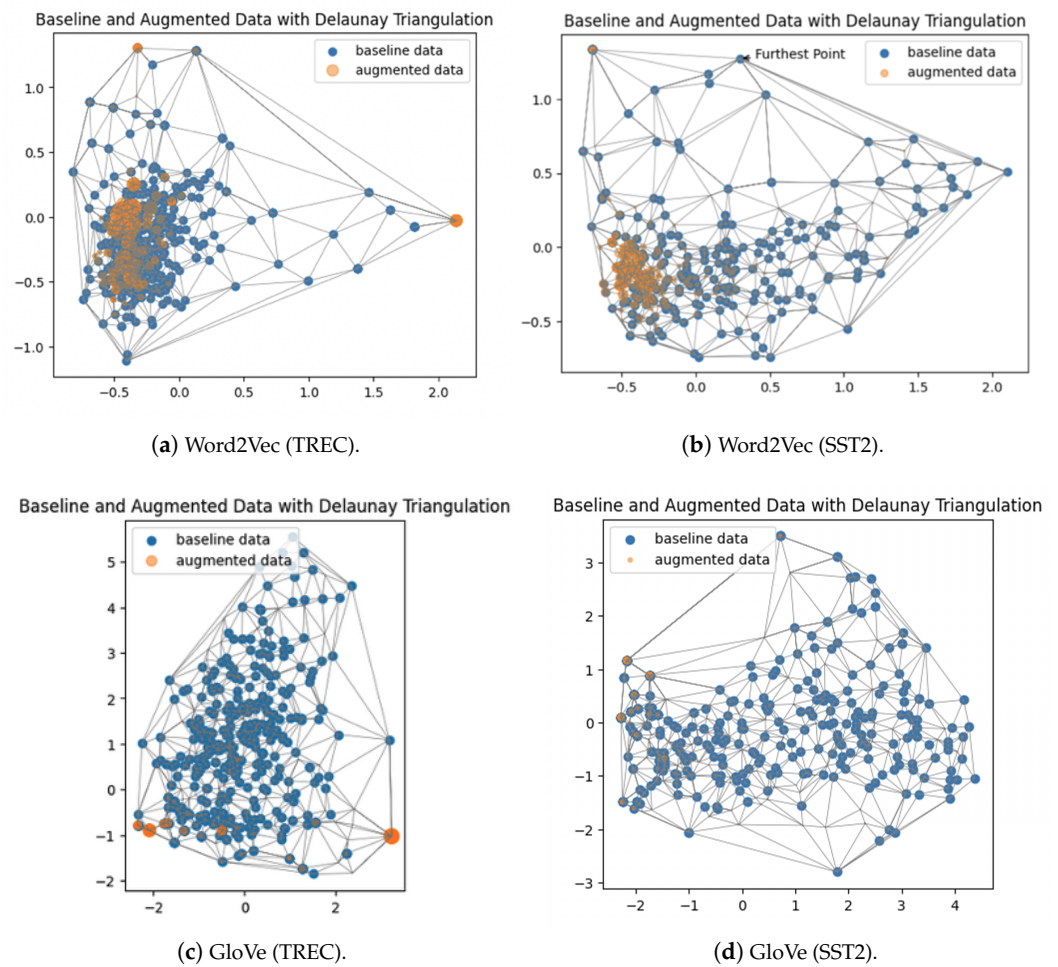 Baseline and Augmented Data with Delaunay Triangulation
baseline data
augmented data
1.0
0.5
0.0
−0.5
−1.0
−0.5 0.0 0.5 1.0 1.5 2.0
(a) Word2Vec (TREC).
Baseline and Augmented Data with Delaunay Triangulation
Furthest Point
baseline data
augmented data
1.0
0.5
0.0
−0.5
−0.5 0.0 0.5 1.0 1.5 2.0
(b) Word2Vec (SST2).
Baseline and Augmented Data with Delaunay Triangulation
baseline data
augmented data
5
4
3
2
1
0
−1
−2
−2 0 2
(c) GloVe (TREC).
Baseline and Augmented Data with Delaunay Triangulation
baseline data
augmented data
3
2
1
0
−1
−2
−3
−2 −1 0 1 2 3 4
(d) GloVe (SST2).